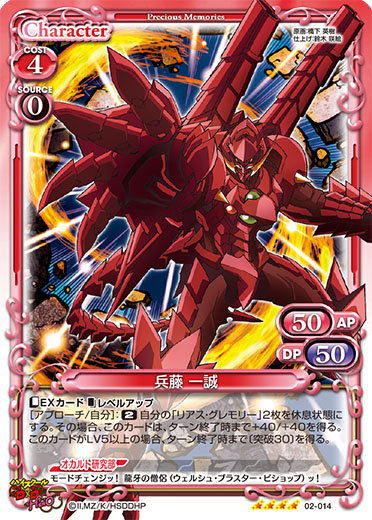 Precious Memories
Character
原画:橋下 英樹
仕上げ:鈴木 咲絵
COST
4
SOURCE
0
50 AP
DP 50
兵藤 一誠
EXカード レベルアップ
[アプローチ/自分]:2 自分の「リアス・グレモリー」2枚を休息状態に
する。その場合、このカードは、ターン終了時まで+40/+40を得る。
このカードがLV5以上の場合、ターン終了時まで【突破30】を得る。
オカルト研究部
モードチェンジッ! 龍牙の僧侶(ウェルシュ・ブラスター・ビショップ)ッ!
ハイスクール
D×D
HERO
©II,MZ/K/HSDDHP
02-014